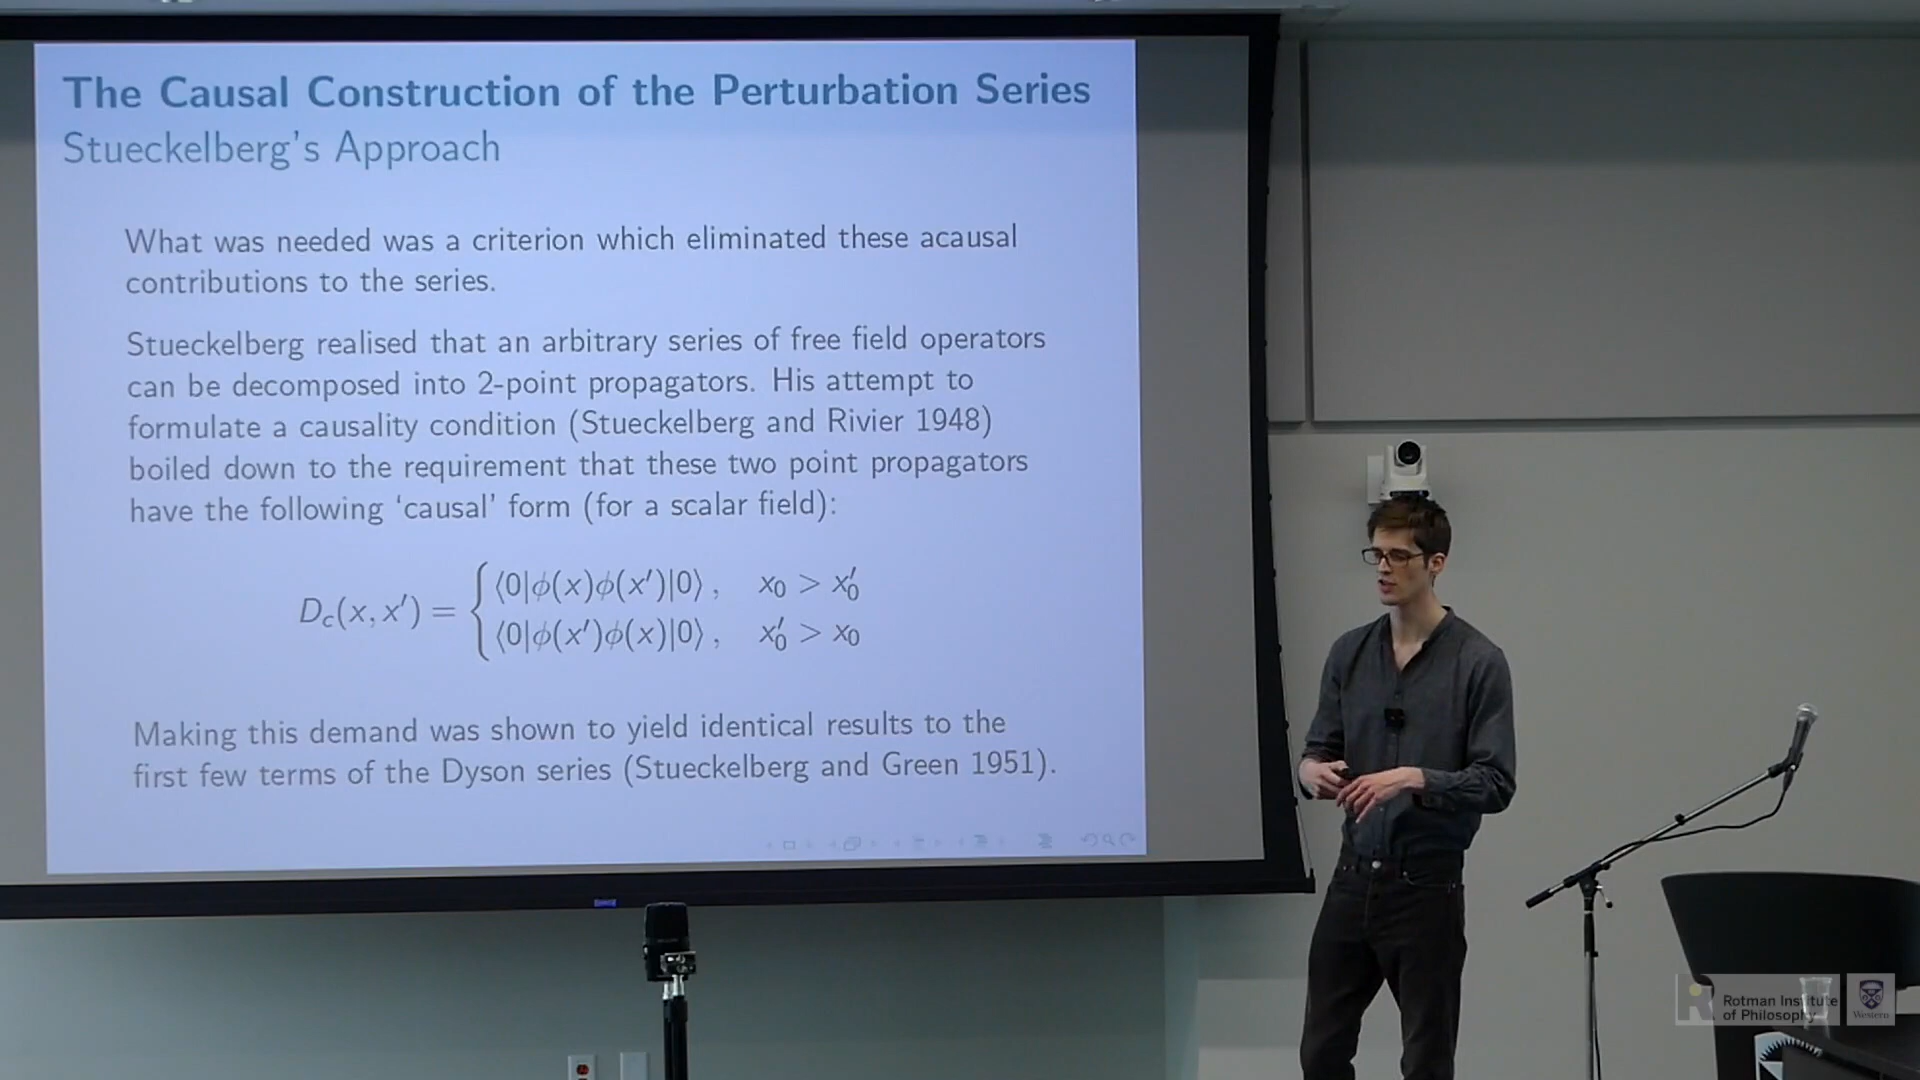 The Causal Construction of the Perturbation Series
Stueckelberg's Approach
What was needed was a criterion which eliminated these acausal
contributions to the series.
Stueckelberg realised that an arbitrary series of free field operators
can be decomposed into 2-point propagators. His attempt to
formulate a causality condition (Stueckelberg and Rivier 1948)
boiled down to the requirement that these two point propagators
have the following ‘causal’ form (for a scalar field):
D_c(x, x′) = { ⟨0|ϕ(x)ϕ(x′)|0⟩ ,   x₀ > x′₀
⟨0|ϕ(x′)ϕ(x)|0⟩ ,   x′₀ > x₀
Making this demand was shown to yield identical results to the
first few terms of the Dyson series (Stueckelberg and Green 1951).
Rotman Institute
of Philosophy
Western